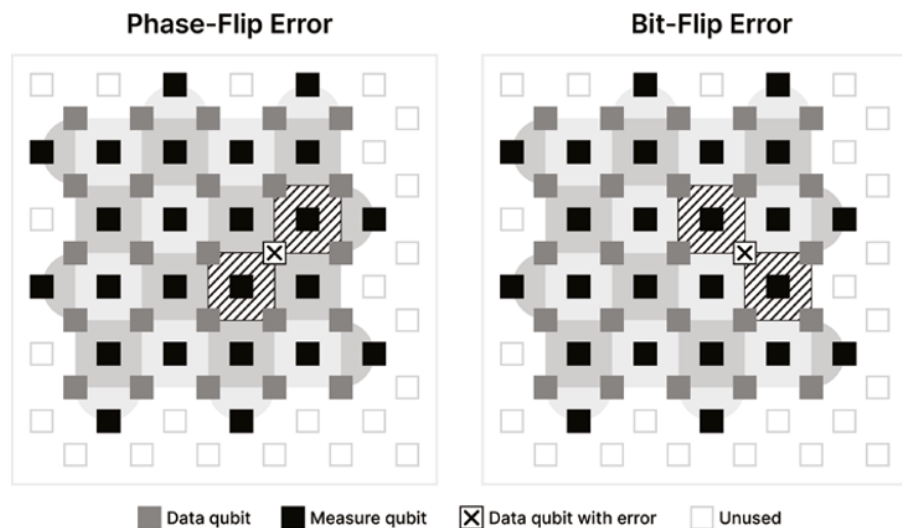 Phase-Flip Error
Bit-Flip Error
Data qubit
Measure qubit
Data qubit with error
Unused